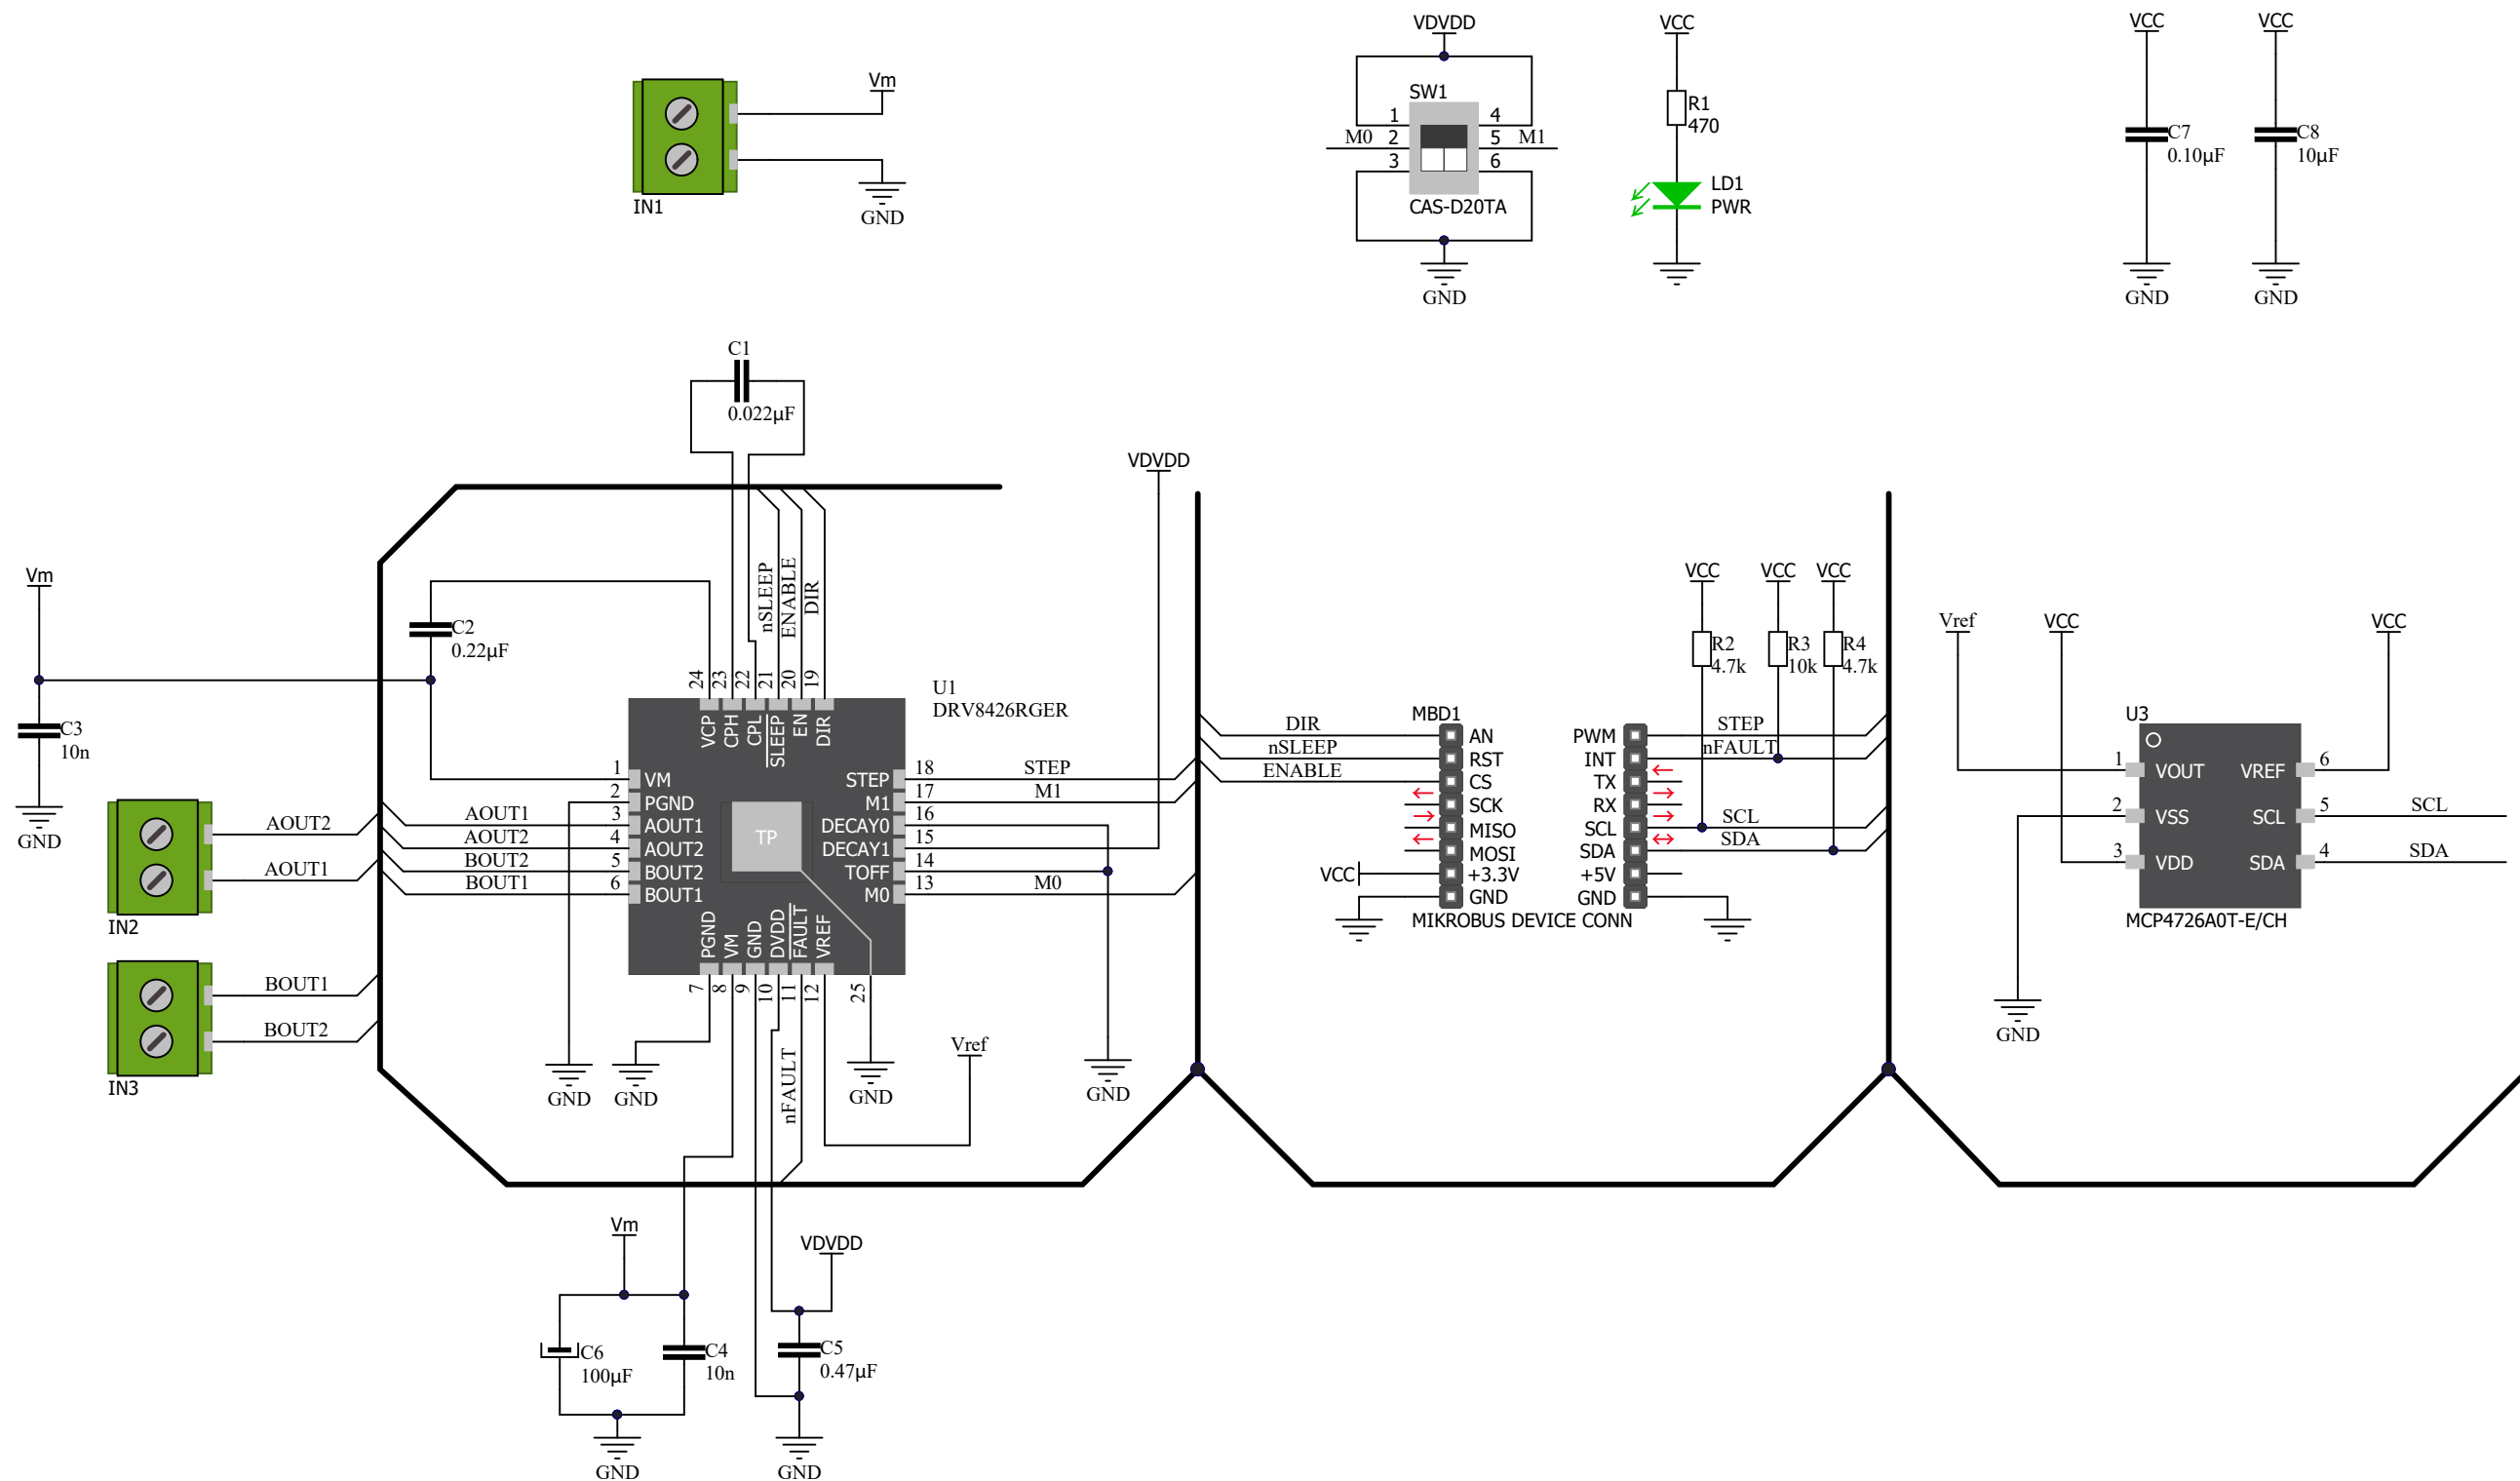 VDVDD
VCC
VCC
VCC
Vm
IN1
GND
SW1
1
4
M0
2
5
M1
3
6
CAS-D20TA
GND
R1
470
LD1
PWR
C7
0.10µF
GND
C8
10µF
GND
C1
0.022µF
VDVDD
Vm
C2
0.22µF
C3
10n
GND
nSLEEP
ENABLE
DIR
24
23
22
21
20
19
U1
DRV8426RGER
VCP
CPH
CPL
SLEEP
EN
DIR
1
VM
2
PGND
AOUT1
3
AOUT1
AOUT2
4
AOUT2
BOUT2
5
BOUT2
BOUT1
6
BOUT1
TP
STEP
18
STEP
M1
17
M1
DECAY0
16
DECAY1
15
TOFF
14
M0
13
M0
PGND
VM
GND
DVDD
FAULT
VREF
7
8
9
10
11
12
25
AOUT2
AOUT1
IN2
BOUT1
BOUT2
IN3
GND
GND
nFAULT
GND
Vref
GND
Vm
VDVDD
C6
100µF
C4
10n
C5
0.47µF
GND
GND
VCC
VCC
VCC
R2
4.7k
R3
10k
R4
4.7k
MBD1
DIR
AN
nSLEEP
RST
ENABLE
CS
SCK
MISO
MOSI
VCC
+3.3V
GND
PWM
STEP
INT
nFAULT
TX
RX
SCL
SCL
SDA
SDA
+5V
GND
MIKROBUS DEVICE CONN
Vref
VCC
VCC
U3
1
VOUT
VREF
6
2
VSS
SCL
5
SCL
3
VDD
SDA
4
SDA
MCP4726A0T-E/CH
GND